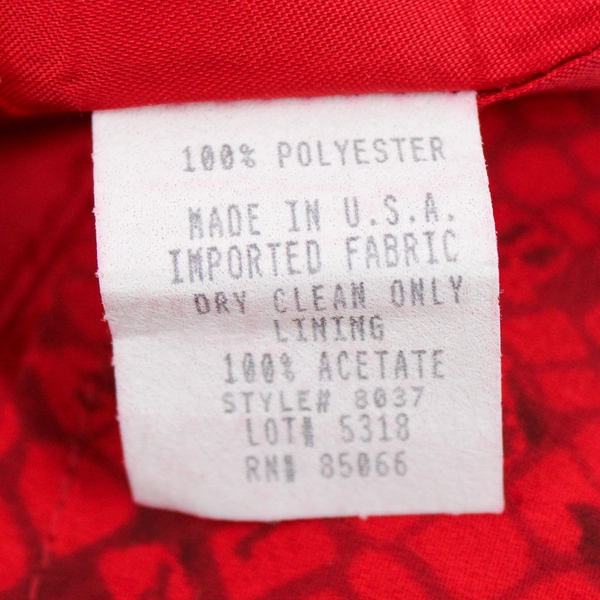 100% POLYESTER
MADE IN U.S.A.
IMPORTED FABRIC
DRY CLEAN ONLY
LINING
100% ACETATE
STYLE# 8037
LOT# 5318
RN# 85066